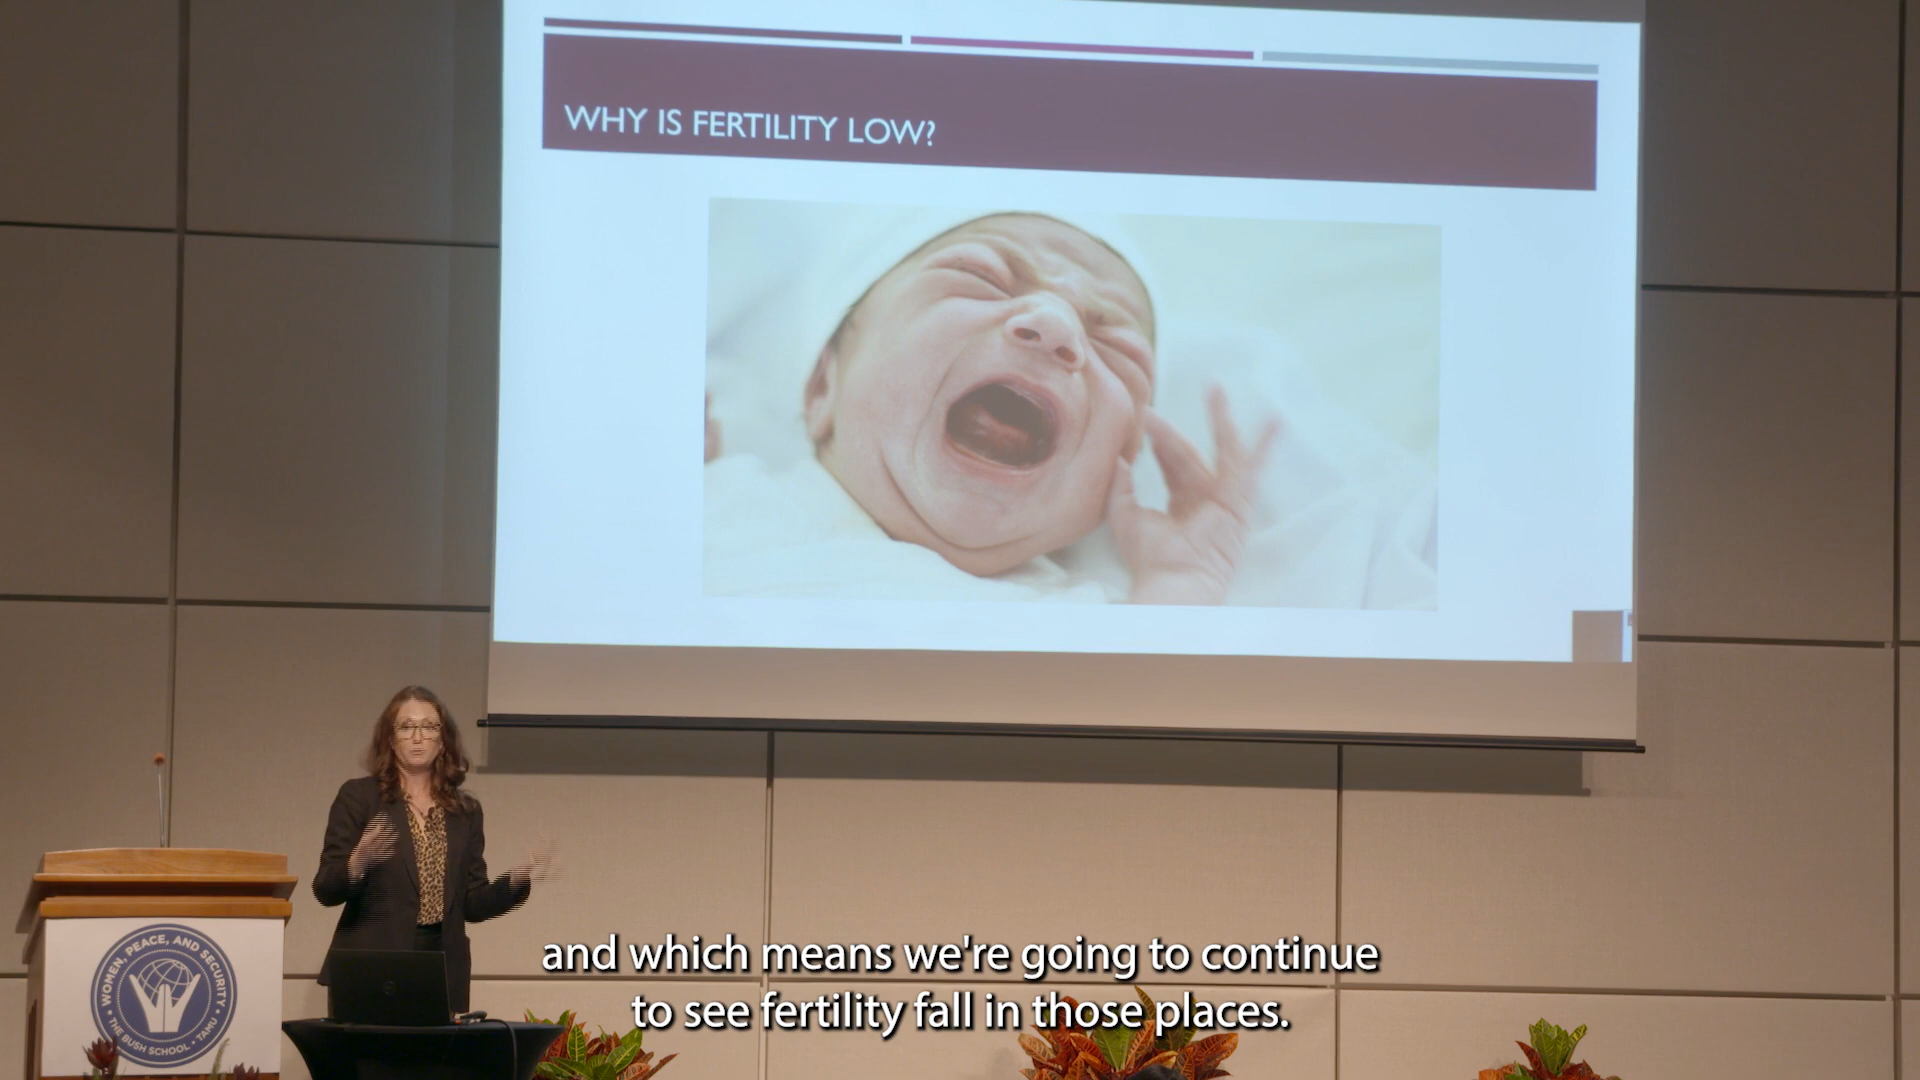 WHY IS FERTILITY LOW?
WOMEN, PEACE, AND SECURITY
THE BUSH SCHOOL • TAMU
and which means we're going to continue
to see fertility fall in those places.